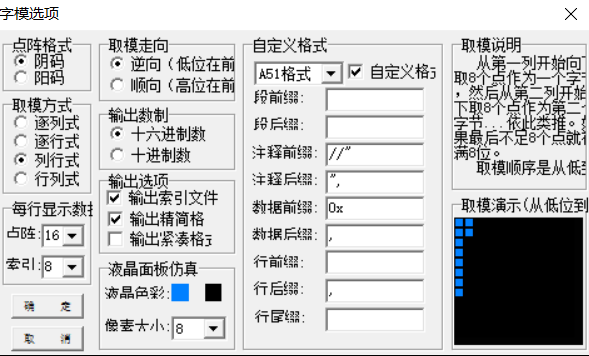 字模选项
点阵格式
阴码
阳码
取模方式
逐列式
逐行式
列行式
行列式
每行显示数
点阵: 16
索引: 8
确 定
取 消
取模走向
逆向（低位在前
顺向（高位在前
输出数制
十六进制数
十进制数
输出选项
输出索引文件
输出精简格
输出紧凑格式
液晶面板仿真
液晶色彩:
像素大小: 8
自定义格式
A51格式 自定义格式
段前缀:
段后缀:
注释前缀: //"
注释后缀: ",
数据前缀: 0x
数据后缀: ,
行前缀:
行后缀: ,
行尾缀:
取模说明
从第一列开始向
取8个点作为一个字
，然后从第二列开始
下取8个点作为第二个
字节...依此类推。如
果最后不足8个点就
满8位。
取模顺序是从低
取模演示(从低位到